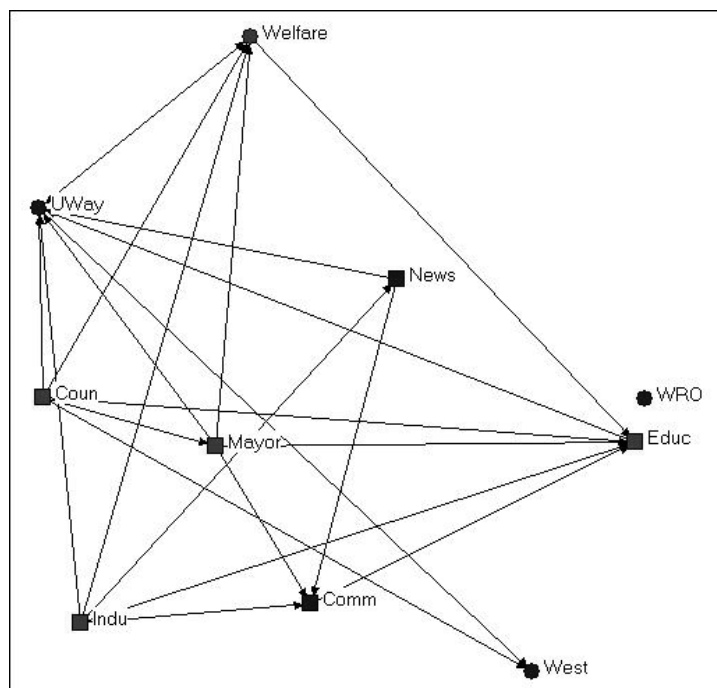 Welfare
UWay
News
WRO
Coun
Educ
Mayor
Comm
Indu
West